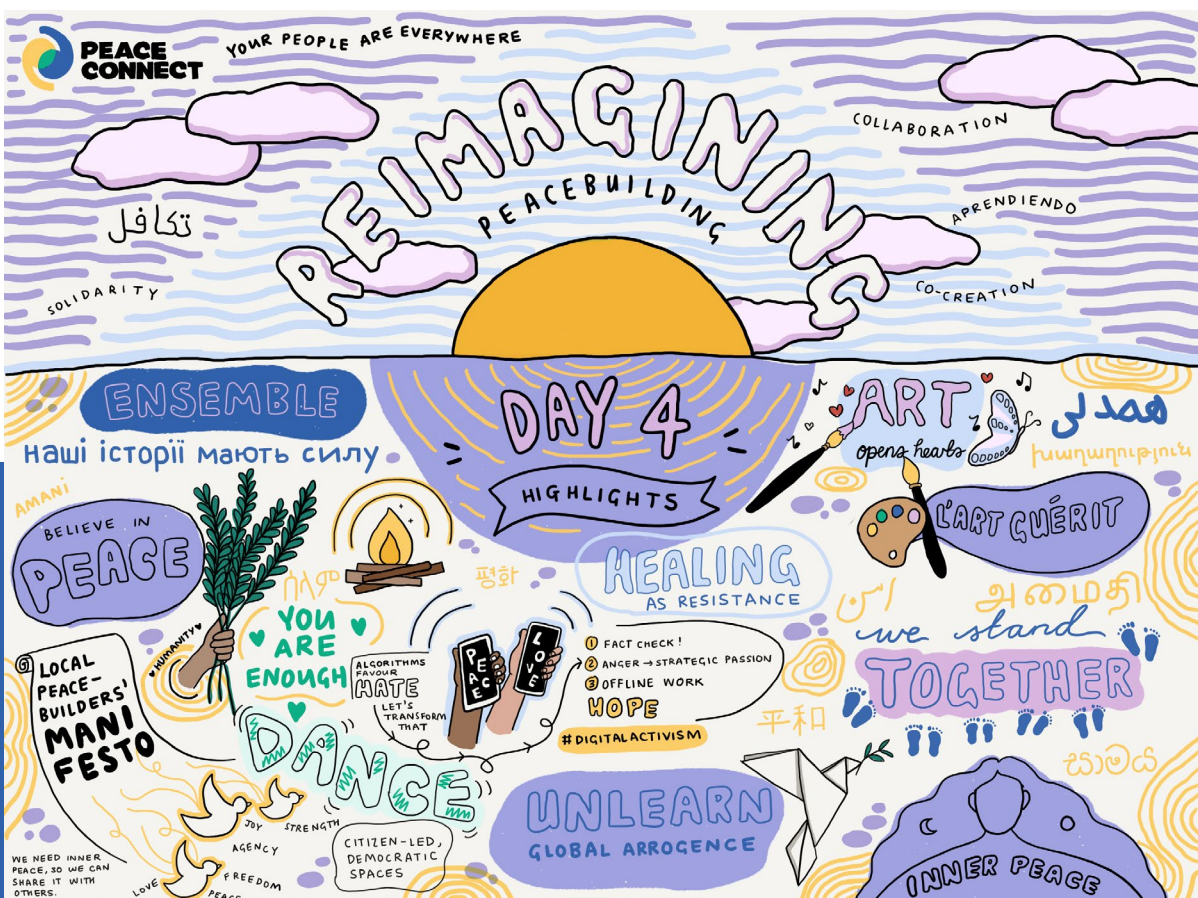 PEACE
CONNECT
YOUR PEOPLE ARE EVERYWHERE
REIMAGINING
PEACEBUILDING
COLLABORATION
تكافل
APRENDIENDO
SOLIDARITY
CO-CREATION
ENSEMBLE
наші історії мають силу
DAY 4
HIGHLIGHTS
ART
opens hearts
همدلی
խաղաղություն
AMANI
BELIEVE IN
PEACE
ሰላም
평화
HEALING
AS RESISTANCE
L'ART GUÉRIT
அமைதி
we stand
TOGETHER
♥HUMANITY♥
YOU
ARE
ENOUGH
LOCAL
PEACE-
BUILDERS'
MANI
FESTO
ALGORITHMS
FAVOUR
HATE
LET'S
TRANSFORM
THAT
PEACE
LOVE
1 FACT CHECK!
2 ANGER → STRATEGIC PASSION
3 OFFLINE WORK
HOPE
#DIGITALACTIVISM
平和
සාමය
DANCE
JOY
STRENGTH
AGENCY
LOVE
FREEDOM
PEACE
CITIZEN-LED,
DEMOCRATIC
SPACES
UNLEARN
GLOBAL ARROGENCE
WE NEED INNER
PEACE, SO WE CAN
SHARE IT WITH
OTHERS.
INNER PEACE